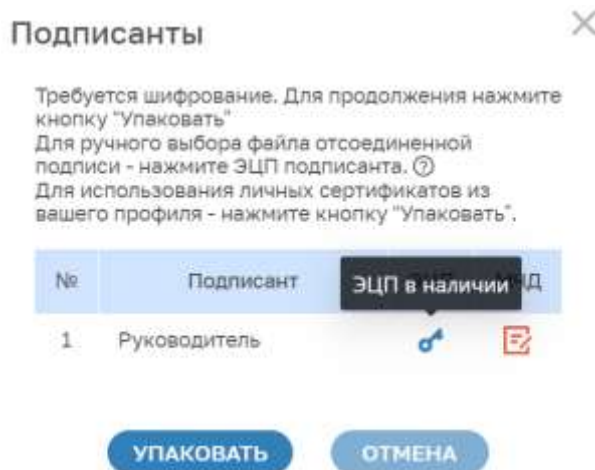 Подписанты
Требуется шифрование. Для продолжения нажмите
кнопку "Упаковать"
Для ручного выбора файла отсоединенной
подписи - нажмите ЭЦП подписанта. ?
Для использования личных сертификатов из
вашего профиля - нажмите кнопку "Упаковать".
№ Подписант ЭЦП в наличии
1 Руководитель
УПАКОВАТЬ ОТМЕНА